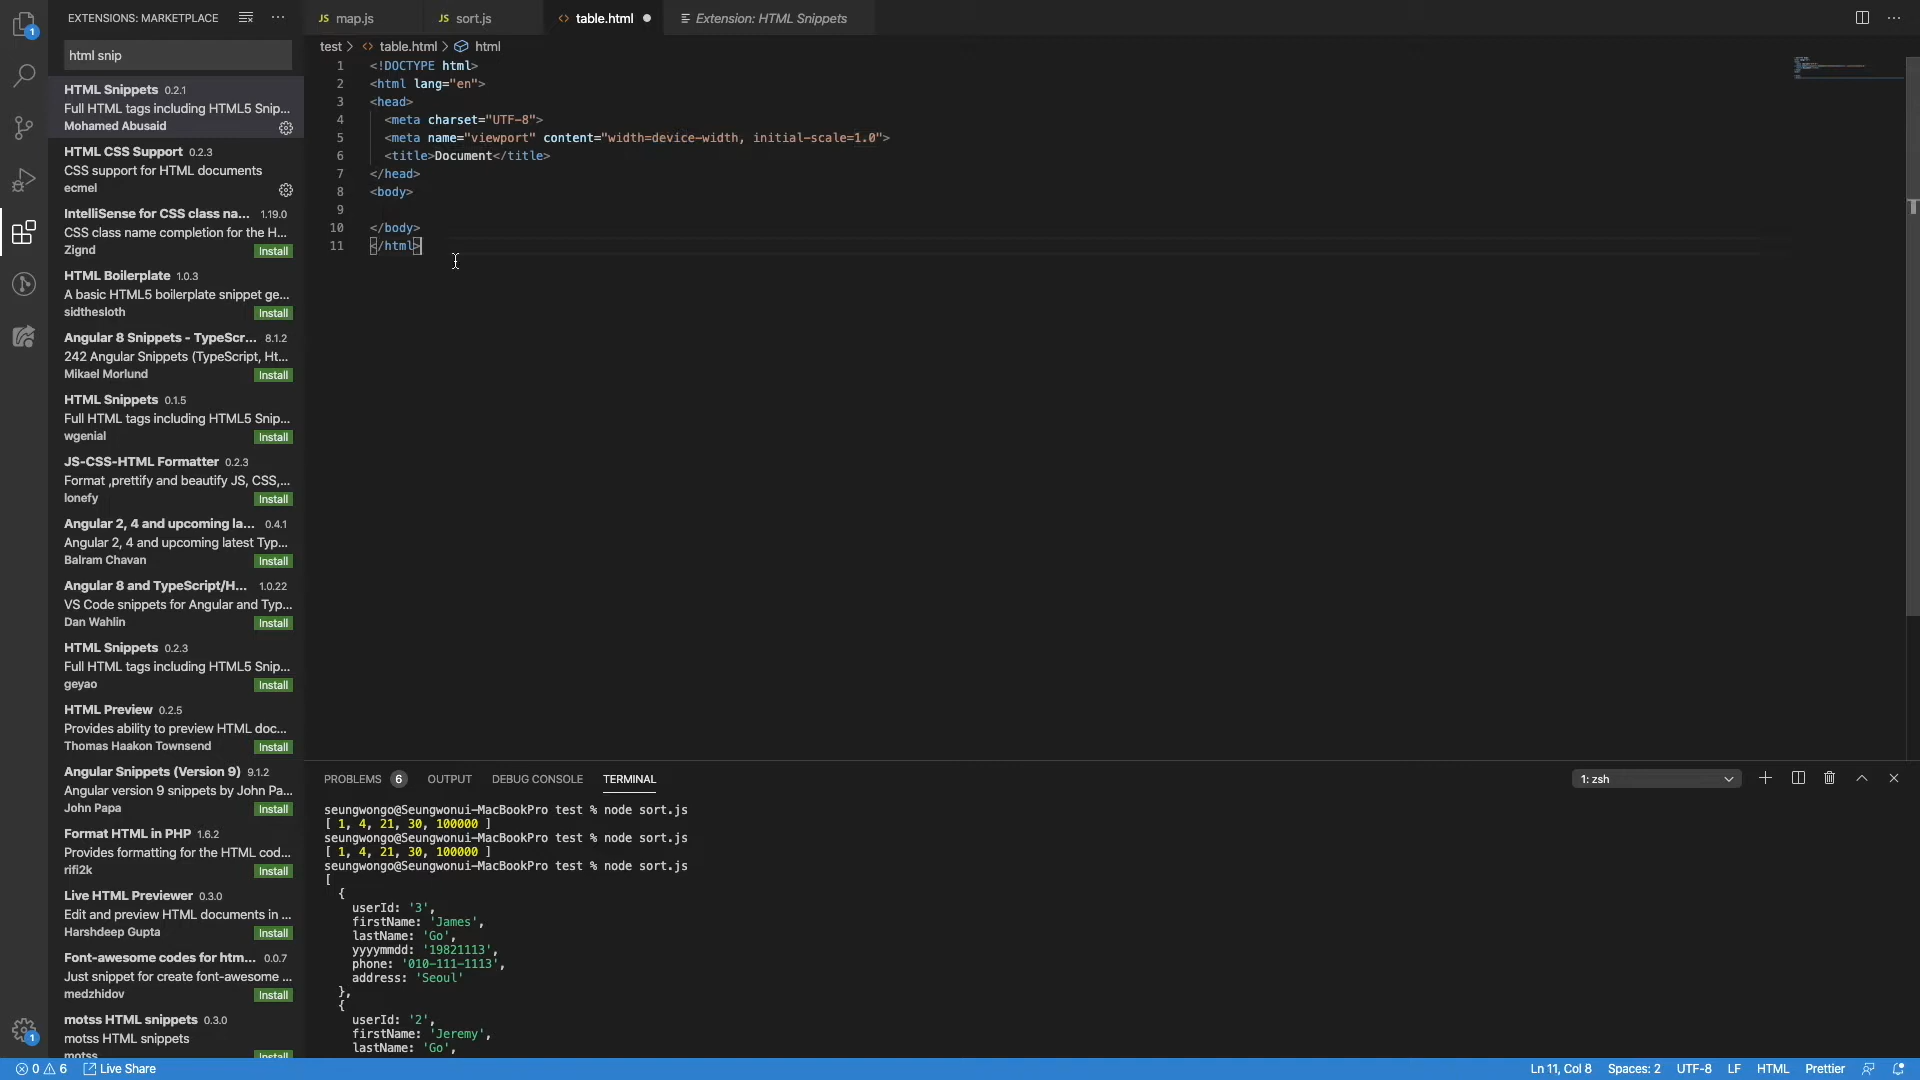 EXTENSIONS: MARKETPLACE
html snip
HTML Snippets 0.2.1
Full HTML tags including HTML5 Snip...
Mohamed Abusaid
HTML CSS Support 0.2.3
CSS support for HTML documents
ecmel
IntelliSense for CSS class na... 1.19.0
CSS class name completion for the H...
Zignd Install
HTML Boilerplate 1.0.3
A basic HTML5 boilerplate snippet ge...
sidthesloth Install
Angular 8 Snippets - TypeScr... 8.1.2
242 Angular Snippets (TypeScript, Ht...
Mikael Morlund Install
HTML Snippets 0.1.5
Full HTML tags including HTML5 Snip...
wgenial Install
JS-CSS-HTML Formatter 0.2.3
Format ,prettify and beautify JS, CSS,...
lonefy Install
Angular 2, 4 and upcoming la... 0.4.1
Angular 2, 4 and upcoming latest Typ...
Balram Chavan Install
Angular 8 and TypeScript/H... 1.0.22
VS Code snippets for Angular and Typ...
Dan Wahlin Install
HTML Snippets 0.2.3
Full HTML tags including HTML5 Snip...
geyao Install
HTML Preview 0.2.5
Provides ability to preview HTML doc...
Thomas Haakon Townsend Install
Angular Snippets (Version 9) 9.1.2
Angular version 9 snippets by John Pa...
John Papa Install
Format HTML in PHP 1.6.2
Provides formatting for the HTML cod...
rifi2k Install
Live HTML Previewer 0.3.0
Edit and preview HTML documents in ...
Harshdeep Gupta Install
Font-awesome codes for htm... 0.0.7
Just snippet for create font-awesome ...
medzhidov Install
motss HTML snippets 0.3.0
motss HTML snippets
motss Install
JS map.js JS sort.js <> table.html Extension: HTML Snippets
test > <> table.html > html
1 <!DOCTYPE html>
2 <html lang="en">
3 <head>
4 <meta charset="UTF-8">
5 <meta name="viewport" content="width=device-width, initial-scale=1.0">
6 <title>Document</title>
7 </head>
8 <body>
9
10 </body>
11 </html>
PROBLEMS 6 OUTPUT DEBUG CONSOLE TERMINAL 1: zsh
seungwongo@Seungwonui-MacBookPro test % node sort.js
[ 1, 4, 21, 30, 100000 ]
seungwongo@Seungwonui-MacBookPro test % node sort.js
[ 1, 4, 21, 30, 100000 ]
seungwongo@Seungwonui-MacBookPro test % node sort.js
[
{
userId: '3',
firstName: 'James',
lastName: 'Go',
yyyymmdd: '19821113',
phone: '010-111-1113',
address: 'Seoul'
},
{
userId: '2',
firstName: 'Jeremy',
lastName: 'Go',
0 6 Live Share Ln 11, Col 8 Spaces: 2 UTF-8 LF HTML Prettier